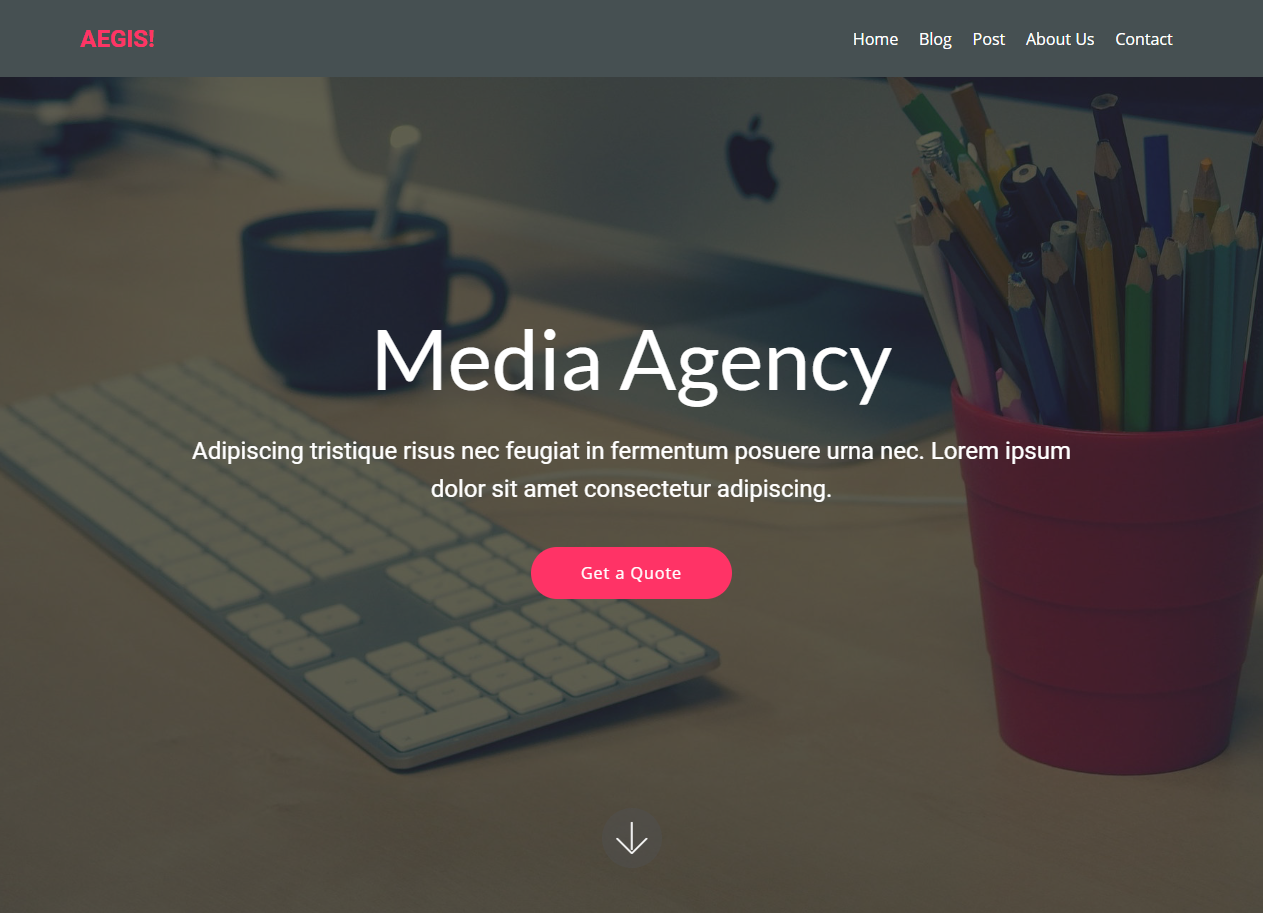 AEGIS!
Home Blog Post About Us Contact
Media Agency
Adipiscing tristique risus nec feugiat in fermentum posuere urna nec. Lorem ipsum
dolor sit amet consectetur adipiscing.
Get a Quote